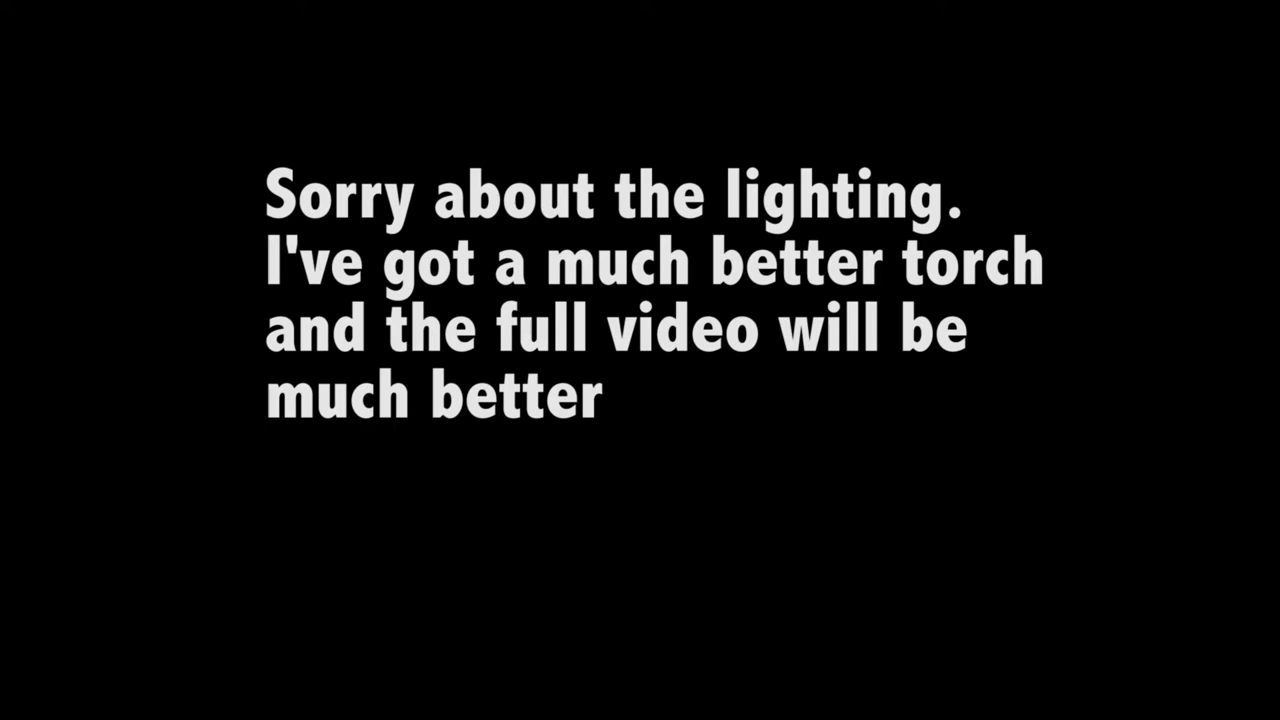 Sorry about the lighting.
I've got a much better torch
and the full video will be
much better